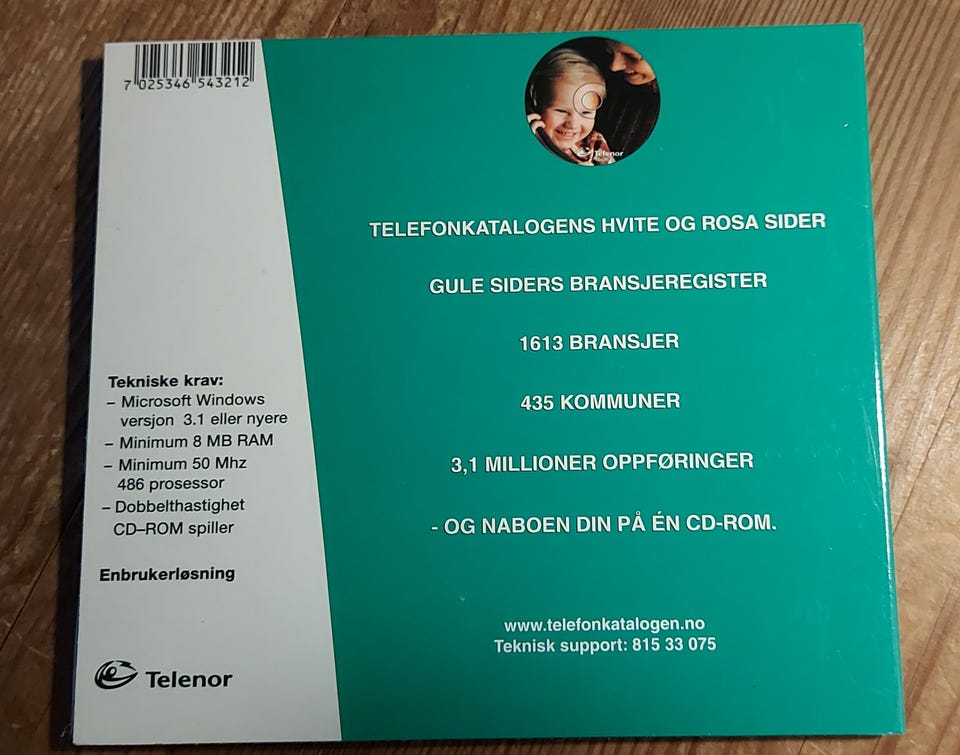 7 025346 543212
Telenor
TELEFONKATALOGENS HVITE OG ROSA SIDER
GULE SIDERS BRANSJEREGISTER
1613 BRANSJER
435 KOMMUNER
3,1 MILLIONER OPPFØRINGER
- OG NABOEN DIN PÅ ÉN CD-ROM.
www.telefonkatalogen.no
Teknisk support: 815 33 075
Tekniske krav:
– Microsoft Windows
versjon 3.1 eller nyere
– Minimum 8 MB RAM
– Minimum 50 Mhz
486 prosessor
– Dobbelthastighet
CD–ROM spiller
Enbrukerløsning
Telenor